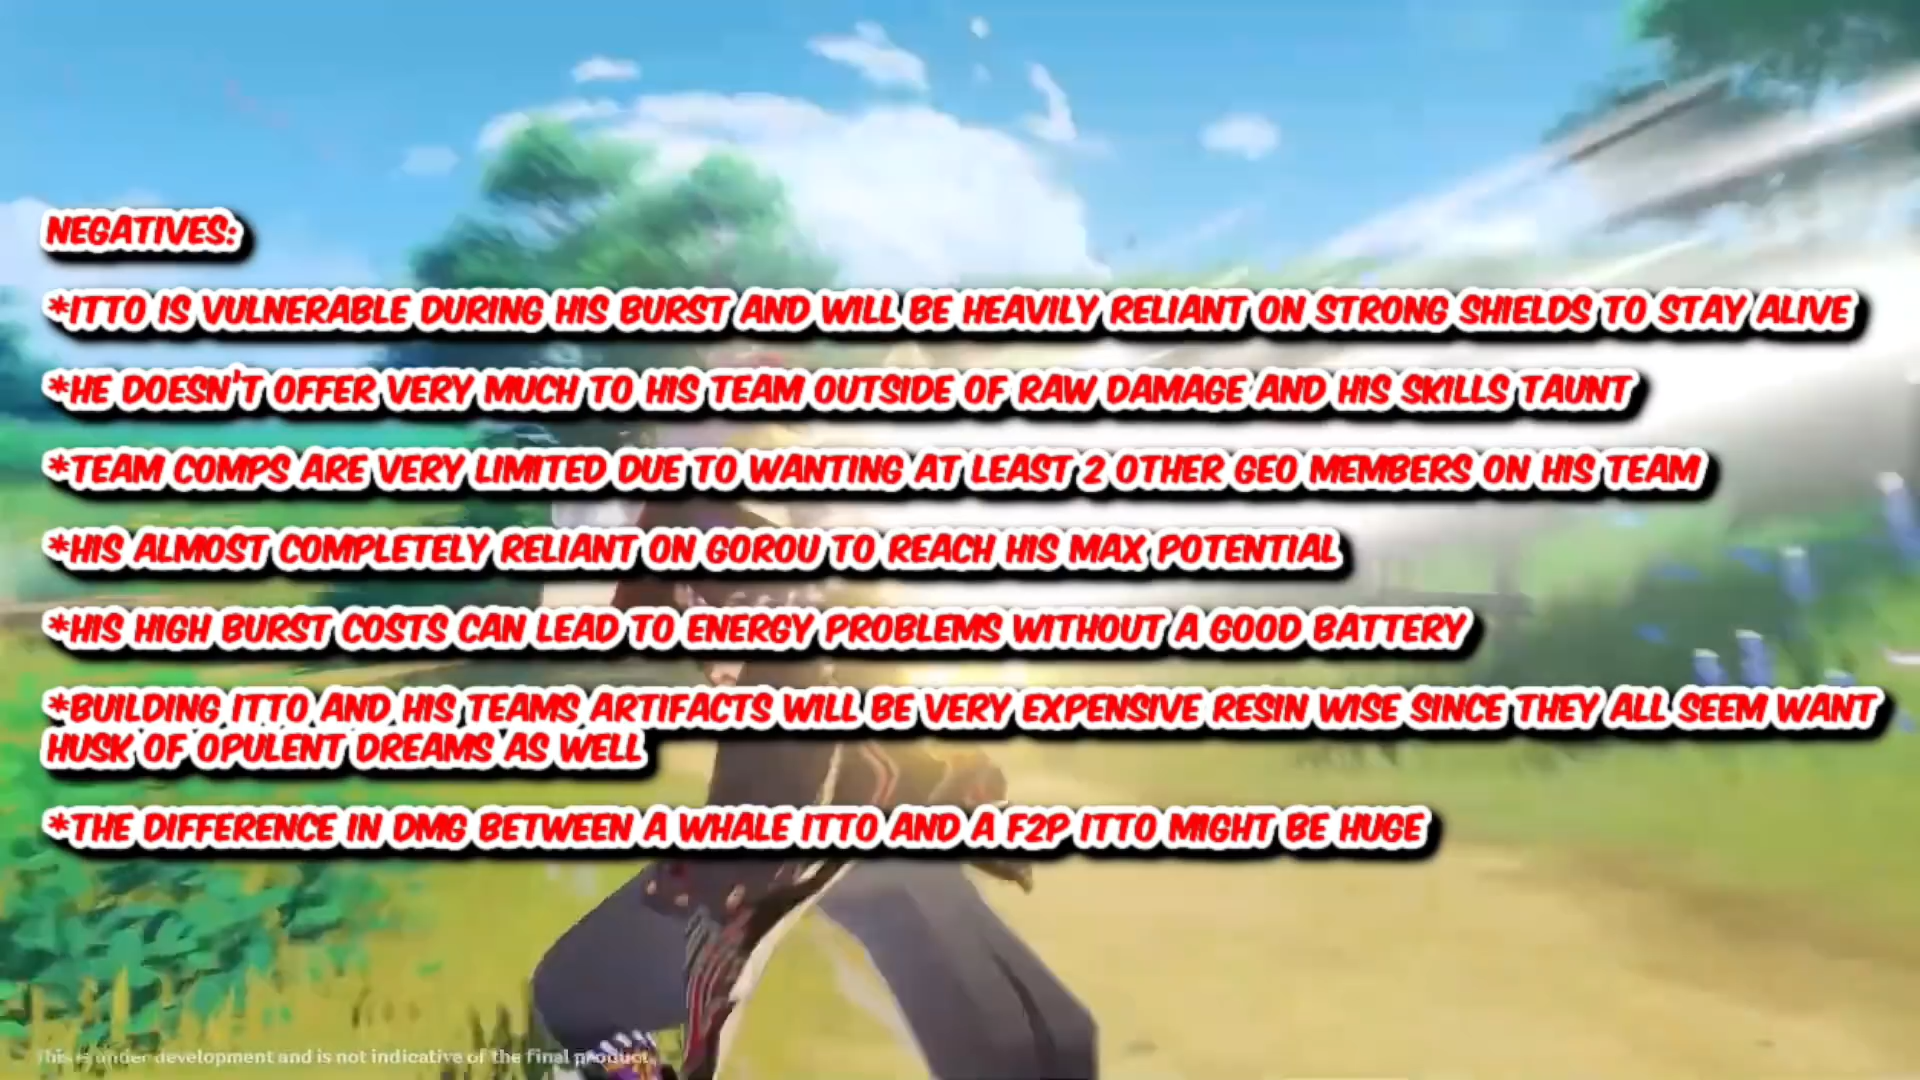 NEGATIVES:
*ITTO IS VULNERABLE DURING HIS BURST AND WILL BE HEAVILY RELIANT ON STRONG SHIELDS TO STAY ALIVE
*HE DOESN'T OFFER VERY MUCH TO HIS TEAM OUTSIDE OF RAW DAMAGE AND HIS SKILLS TAUNT
*TEAM COMPS ARE VERY LIMITED DUE TO WANTING AT LEAST 2 OTHER GEO MEMBERS ON HIS TEAM
*HIS ALMOST COMPLETELY RELIANT ON GOROU TO REACH HIS MAX POTENTIAL
*HIS HIGH BURST COSTS CAN LEAD TO ENERGY PROBLEMS WITHOUT A GOOD BATTERY
*BUILDING ITTO AND HIS TEAMS ARTIFACTS WILL BE VERY EXPENSIVE RESIN WISE SINCE THEY ALL SEEM WANT
HUSK OF OPULENT DREAMS AS WELL
*THE DIFFERENCE IN DMG BETWEEN A WHALE ITTO AND A F2P ITTO MIGHT BE HUGE
This is under development and is not indicative of the final product.